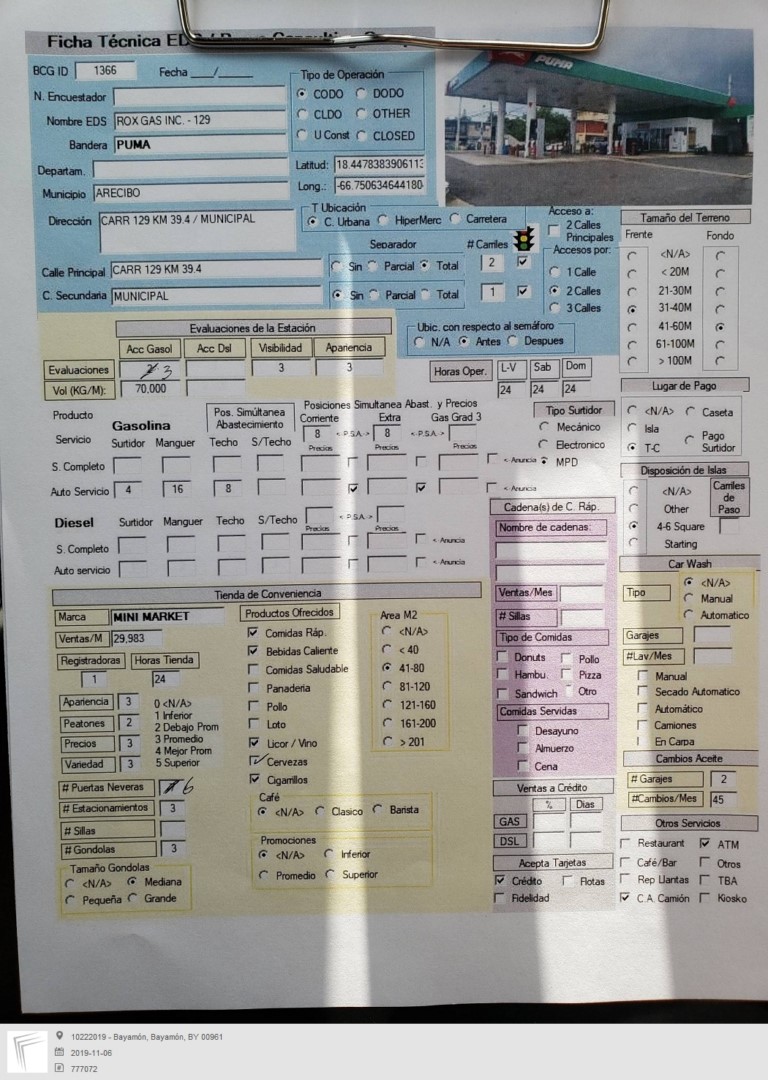 Ficha Técnica
BCG ID 1366 Fecha ___/______
Tipo de Operación
CODO DODO
CLDO OTHER
U Const CLOSED
N. Encuestador
Nombre EDS ROX GAS INC. - 129
Bandera PUMA
Departam.
Municipio ARECIBO
Latitud: 18.4478383906113
Long.: -66.750634644180
PUMA
Dirección CARR 129 KM 39.4 / MUNICIPAL
T Ubicación
C. Urbana HiperMerc Carretera
Acceso a:
2 Calles
Principales
Separador # Carriles
Calle Principal CARR 129 KM 39.4 Sin Parcial Total 2
C. Secundaria MUNICIPAL Sin Parcial Total 1
Accesos por:
1 Calle
2 Calles
3 Calles
Tamaño del Terreno
Frente Fondo
<N/A>
< 20M
21-30M
31-40M
41-60M
61-100M
> 100M
Evaluaciones de la Estación
Acc Gasol Acc Dsl Visibilidad Apariencia
Evaluaciones 3 3 3
Vol (KG/M): 70,000
Ubic. con respecto al semáforo
N/A Antes Despues
Horas Oper. L-V Sab Dom
24 24 24
Lugar de Pago
<N/A> Caseta
Isla
T-C Pago
Surtidor
Producto
Servicio
Gasolina
Surtidor Manguer
Pos. Simúltanea
Abastecimiento
Techo S/Techo
Posiciones Simultanea Abast. y Precios
Corriente Extra Gas Grad 3
8 <-P.S.A.-> 8 <-P.S.A.->
Precios Precios Precios
S. Completo <- Anuncia
Auto Servicio 4 16 8 <- Anuncia
Tipo Surtidor
Mecánico
Electronico
MPD
Disposición de Islas
<N/A>
Other
4-6 Square
Starting
Carriles
de
Paso
Diesel Surtidor Manguer Techo S/Techo
<-P.S.A.->
Precios Precios
S. Completo <- Anuncia
Auto servicio <- Anuncia
Cadena(s) de C. Ráp.
Nombre de cadenas:
Ventas/Mes
# Sillas
Tipo de Comidas
Donuts Pollo
Hambu. Pizza
Sandwich Otro
Comidas Servidas
Desayuno
Almuerzo
Cena
Car Wash
Tipo <N/A>
Manual
Automatico
Garajes
#Lav/Mes
Manual
Secado Automatico
Automático
Camiones
En Carpa
Cambios Aceite
# Garajes 2
#Cambios/Mes 45
Tienda de Conveniencia
Marca MINI MARKET
Ventas/M 29,983
Registradoras Horas Tienda
1 24
Apariencia 3
Peatones 2
Precios 3
Variedad 3
0 <N/A>
1 Inferior
2 Debajo Prom
3 Promedio
4 Mejor Prom
5 Superior
# Puertas Neveras 6
# Estacionamientos 3
# Sillas
# Gondolas 3
Tamaño Gondolas
<N/A> Mediana
Pequeña Grande
Productos Ofrecidos
Comidas Ráp.
Bebidas Caliente
Comidas Saludable
Panaderia
Pollo
Loto
Licor / Vino
Cervezas
Cigarrillos
Area M2
<N/A>
< 40
41-80
81-120
121-160
161-200
> 201
Café
<N/A> Clasico Barista
Promociones
<N/A> Inferior
Promedio Superior
Ventas a Crédito
% Dias
GAS
DSL
Acepta Tarjetas
Crédito Flotas
Fidelidad
Otros Servicios
Restaurant ATM
Café/Bar Otros
Rep Llantas TBA
C.A. Camión Kiosko
10222019 - Bayamón, Bayamón, BY 00961
2019-11-06
777072